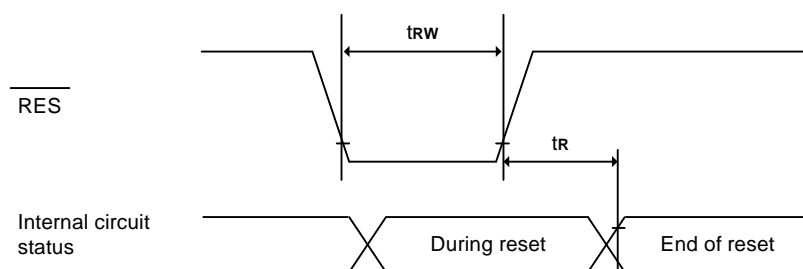 tRW
RES
tR
Internal circuit
status
During reset
End of reset